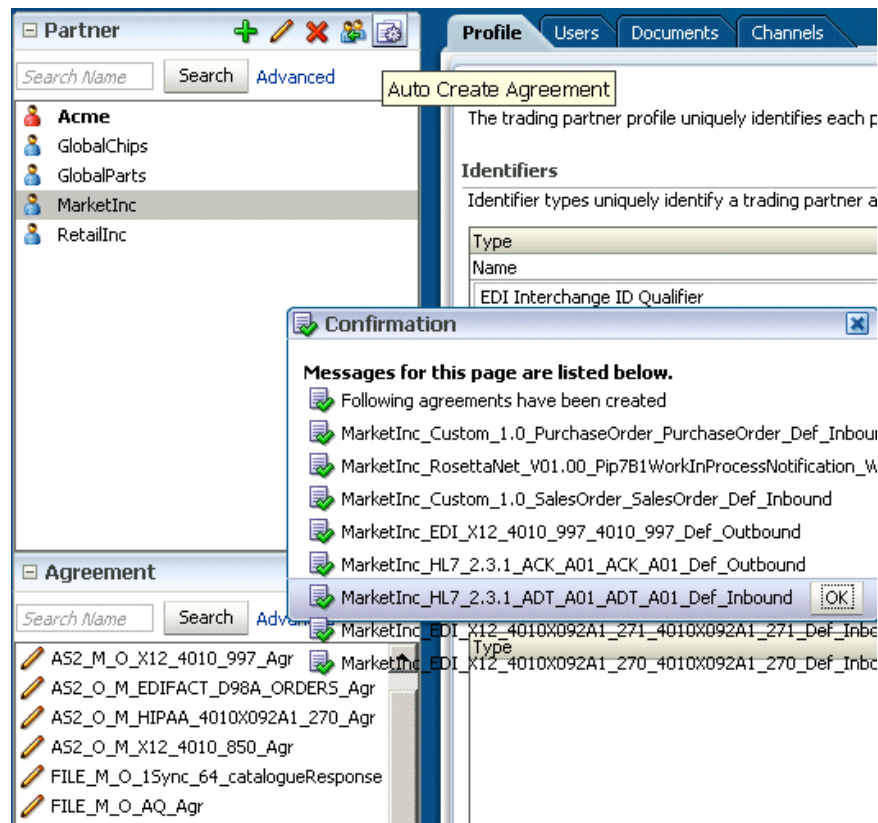 Partner
Search Name Search Advanced
Acme
GlobalChips
GlobalParts
MarketInc
RetailInc
Auto Create Agreement
Profile Users Documents Channels
The trading partner profile uniquely identifies each p
Identifiers
Identifier types uniquely identify a trading partner a
Type
Name
EDI Interchange ID Qualifier
Confirmation
Messages for this page are listed below.
Following agreements have been created
MarketInc_Custom_1.0_PurchaseOrder_PurchaseOrder_Def_Inbour
MarketInc_RosettaNet_V01.00_Pip7B1WorkInProcessNotification_W
MarketInc_Custom_1.0_SalesOrder_SalesOrder_Def_Inbound
MarketInc_EDI_X12_4010_997_4010_997_Def_Outbound
MarketInc_HL7_2.3.1_ACK_A01_ACK_A01_Def_Outbound
MarketInc_HL7_2.3.1_ADT_A01_ADT_A01_Def_Inbound OK
MarketInc_EDI_X12_4010X092A1_271_4010X092A1_271_Def_Inbo
Type
MarketInc_EDI_X12_4010X092A1_270_4010X092A1_270_Def_Inbo
Agreement
Search Name Search Advanced
AS2_M_O_X12_4010_997_Agr
AS2_O_M_EDIFACT_D98A_ORDERS_Agr
AS2_O_M_HIPAA_4010X092A1_270_Agr
AS2_O_M_X12_4010_850_Agr
FILE_M_O_1Sync_64_catalogueResponse
FILE_M_O_AQ_Agr